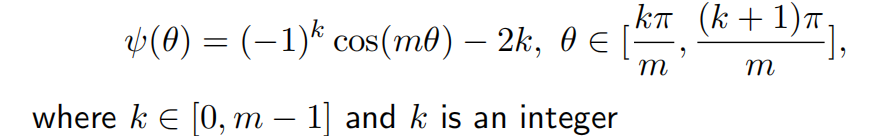 ψ(θ) = (−1)^k cos(mθ) − 2k, θ ∈ [kπ/m, (k + 1)π/m],
where k ∈ [0, m − 1] and k is an integer